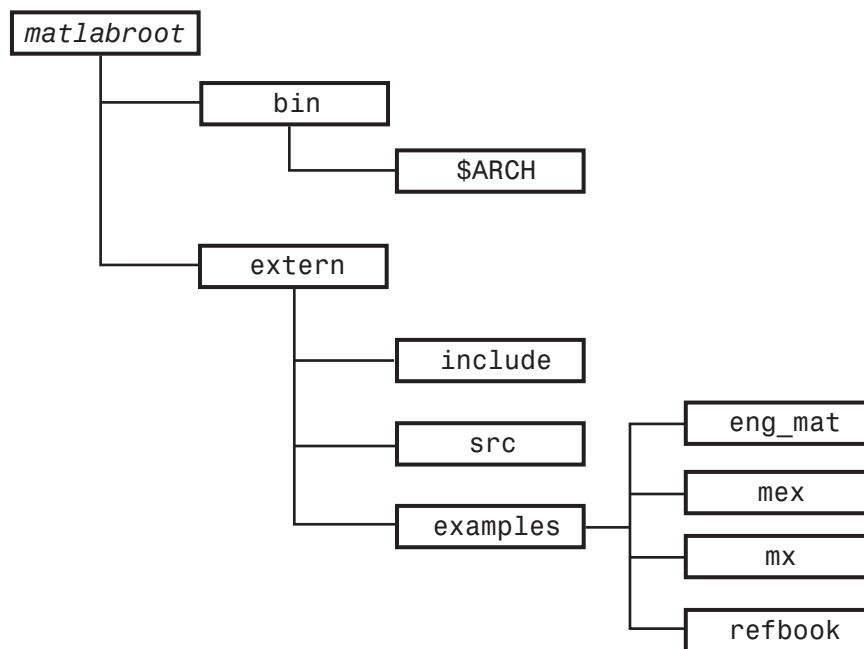 matlabroot
bin
$ARCH
extern
include
src
examples
eng_mat
mex
mx
refbook